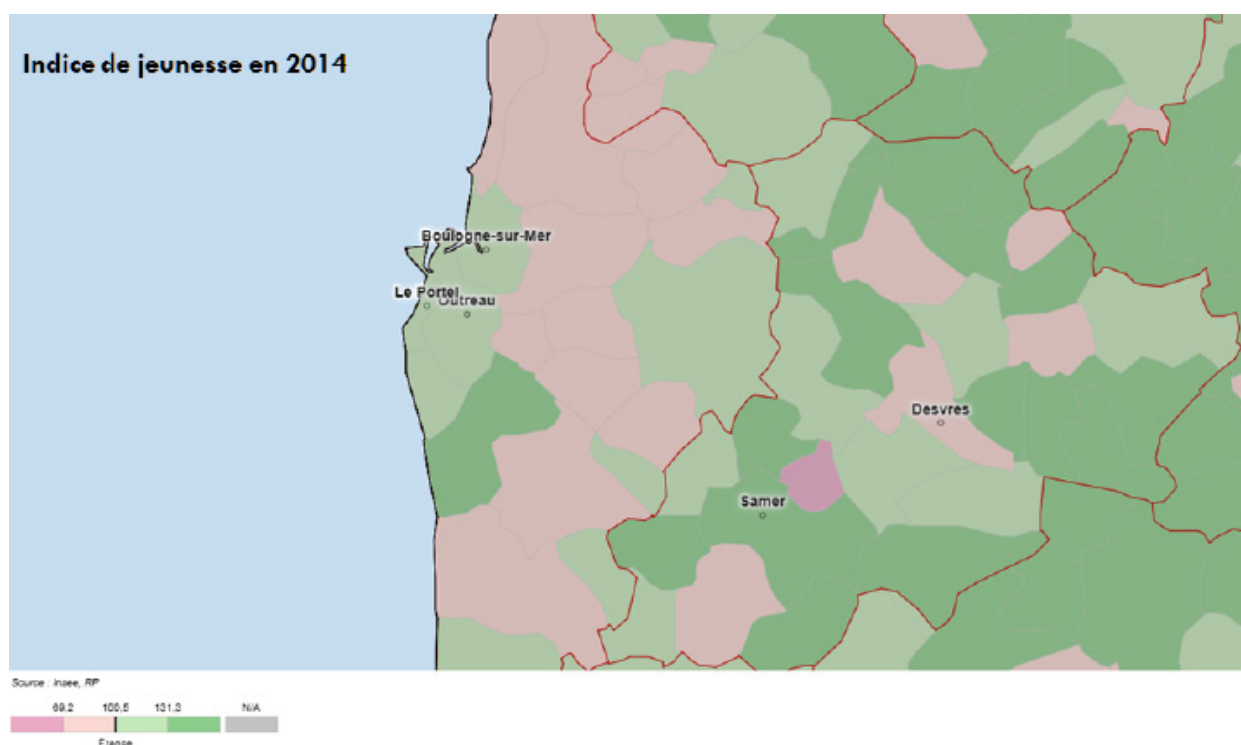 Indice de jeunesse en 2014
Boulogne-sur-Mer
Le Portel
Outreau
Desvres
Samer
Source : Insee, RP
69,2 106,5 131,3 N/A
France